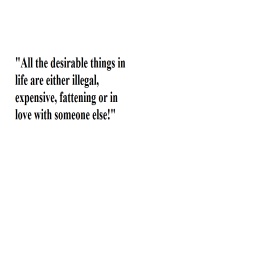 "All the desirable things in
life are either illegal,
expensive, fattening or in
love with someone else!"